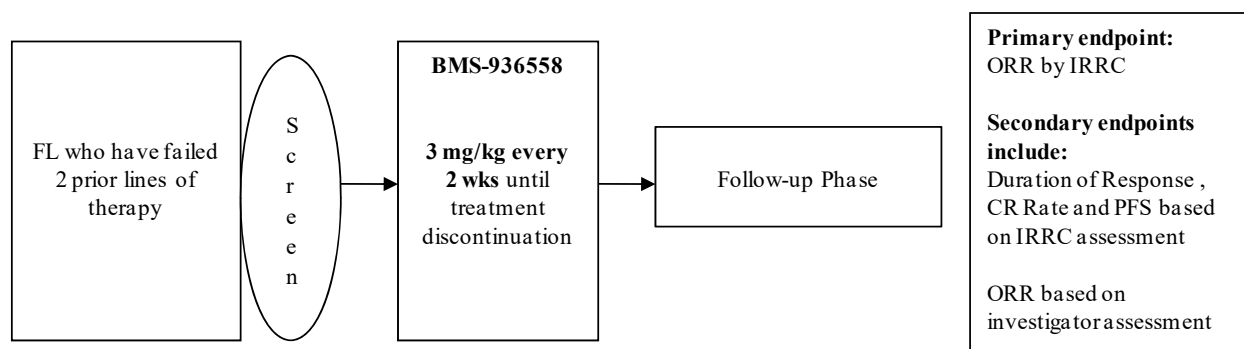 FL who have failed
2 prior lines of
therapy
S
c
r
e
e
n
BMS-936558
3 mg/kg every
2 wks until
treatment
discontinuation
Follow-up Phase
Primary endpoint:
ORR by IRRC
Secondary endpoints
include:
Duration of Response ,
CR Rate and PFS based
on IRRC assessment
ORR based on
investigator assessment